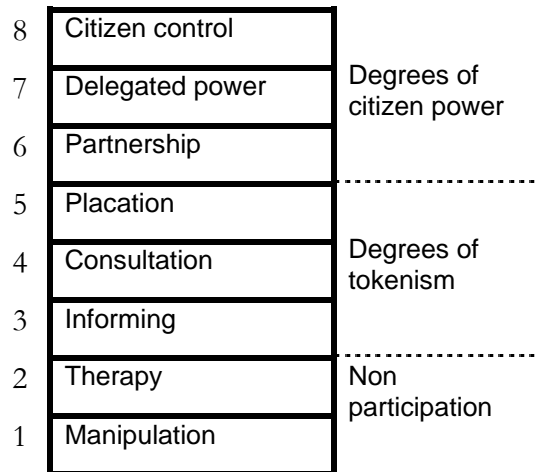 8 Citizen control
7 Delegated power
Degrees of
citizen power
6 Partnership
5 Placation
4 Consultation
Degrees of
tokenism
3 Informing
2 Therapy
Non
participation
1 Manipulation